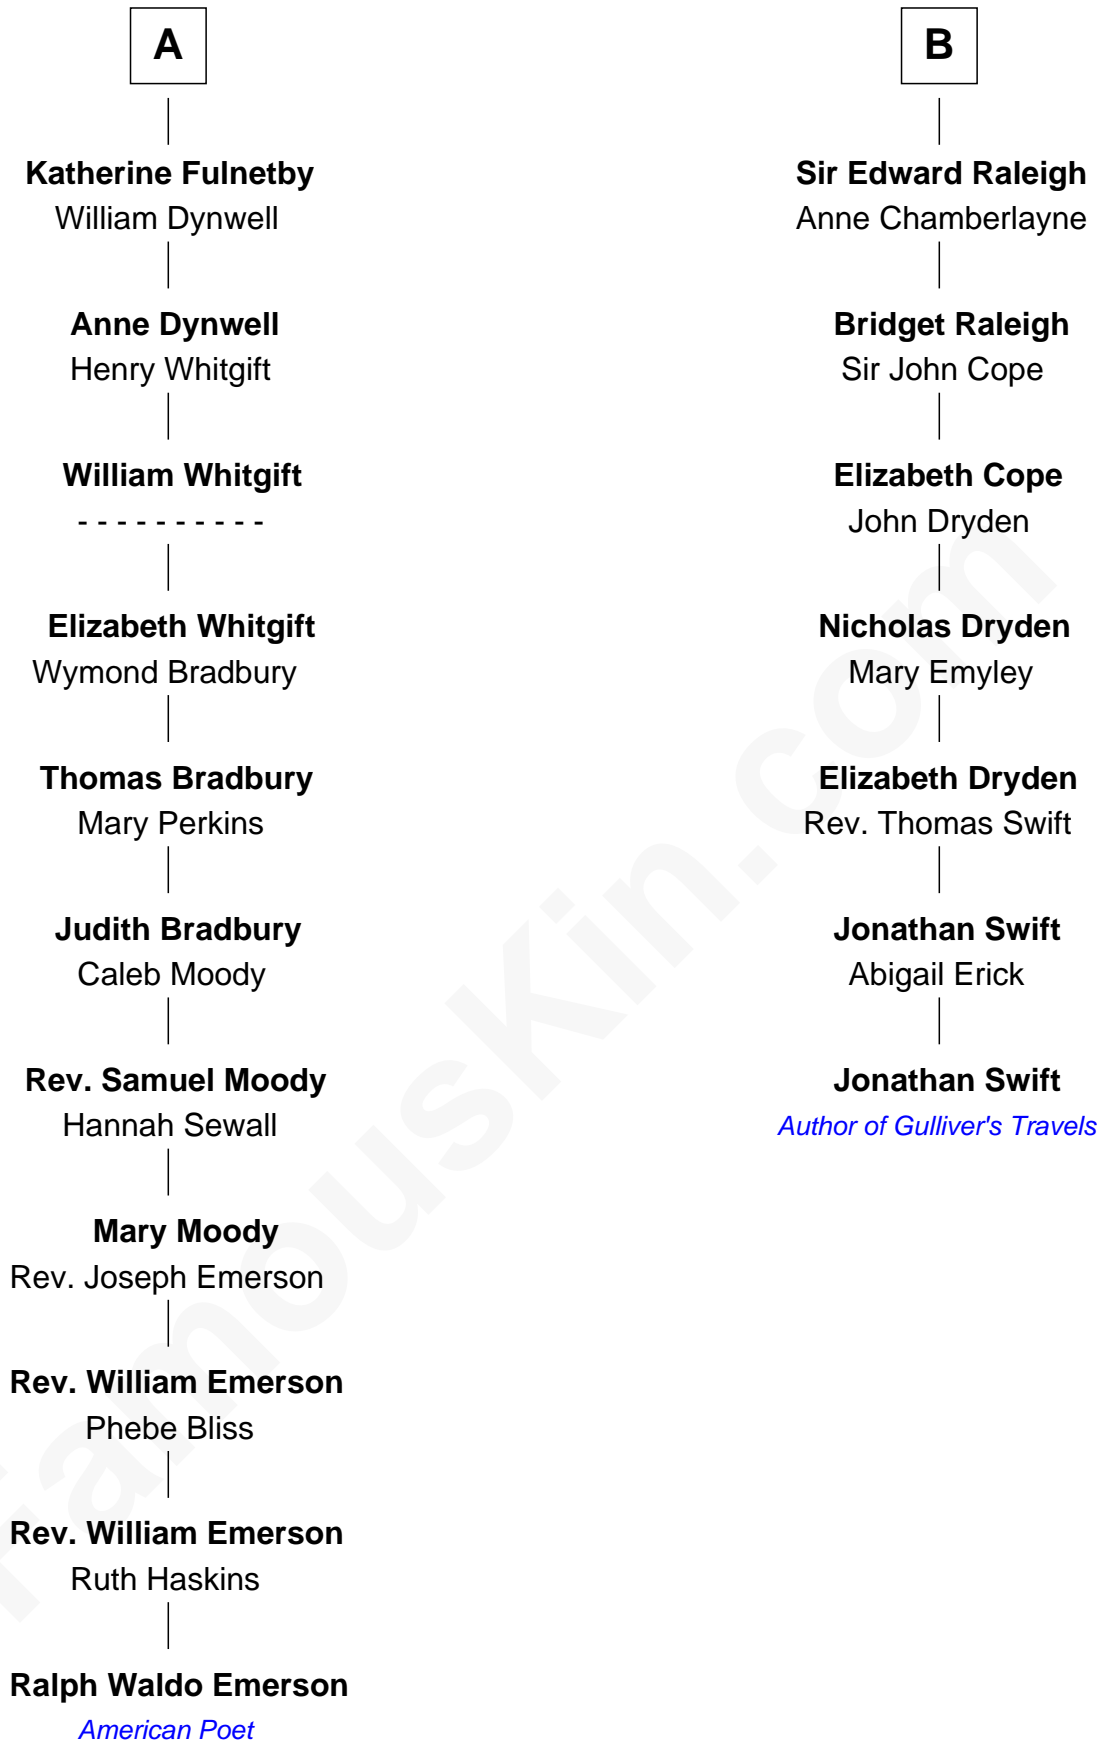 A
Katherine Fulnetby
William Dynwell
Anne Dynwell
Henry Whitgift
William Whitgift
- - - - - - - - - -
Elizabeth Whitgift
Wymond Bradbury
Thomas Bradbury
Mary Perkins
Judith Bradbury
Caleb Moody
Rev. Samuel Moody
Hannah Sewall
Mary Moody
Rev. Joseph Emerson
Rev. William Emerson
Phebe Bliss
Rev. William Emerson
Ruth Haskins
Ralph Waldo Emerson
American Poet
B
Sir Edward Raleigh
Anne Chamberlayne
Bridget Raleigh
Sir John Cope
Elizabeth Cope
John Dryden
Nicholas Dryden
Mary Emyley
Elizabeth Dryden
Rev. Thomas Swift
Jonathan Swift
Abigail Erick
Jonathan Swift
Author of Gulliver's Travels
FamousKin.com